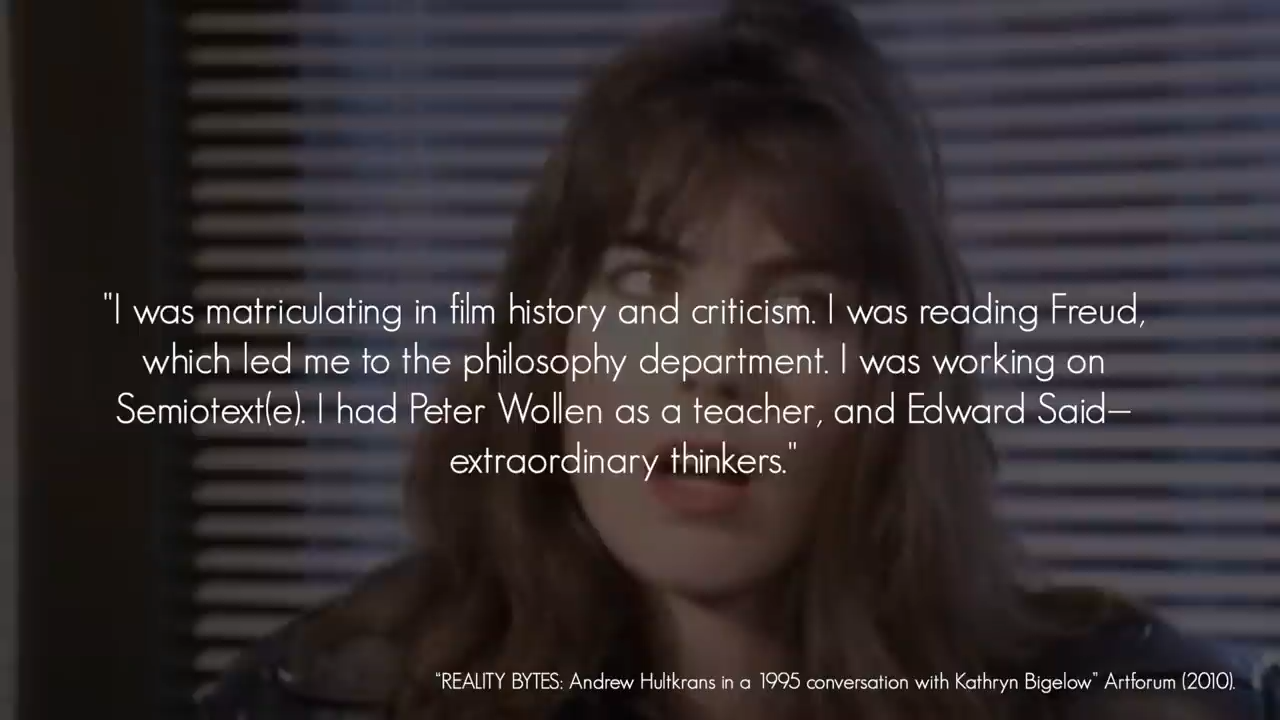 "I was matriculating in film history and criticism. I was reading Freud,
which led me to the philosophy department. I was working on
Semiotext(e). I had Peter Wollen as a teacher, and Edward Said—
extraordinary thinkers."
"REALITY BYTES: Andrew Hultkrans in a 1995 conversation with Kathryn Bigelow" Artforum (2010).